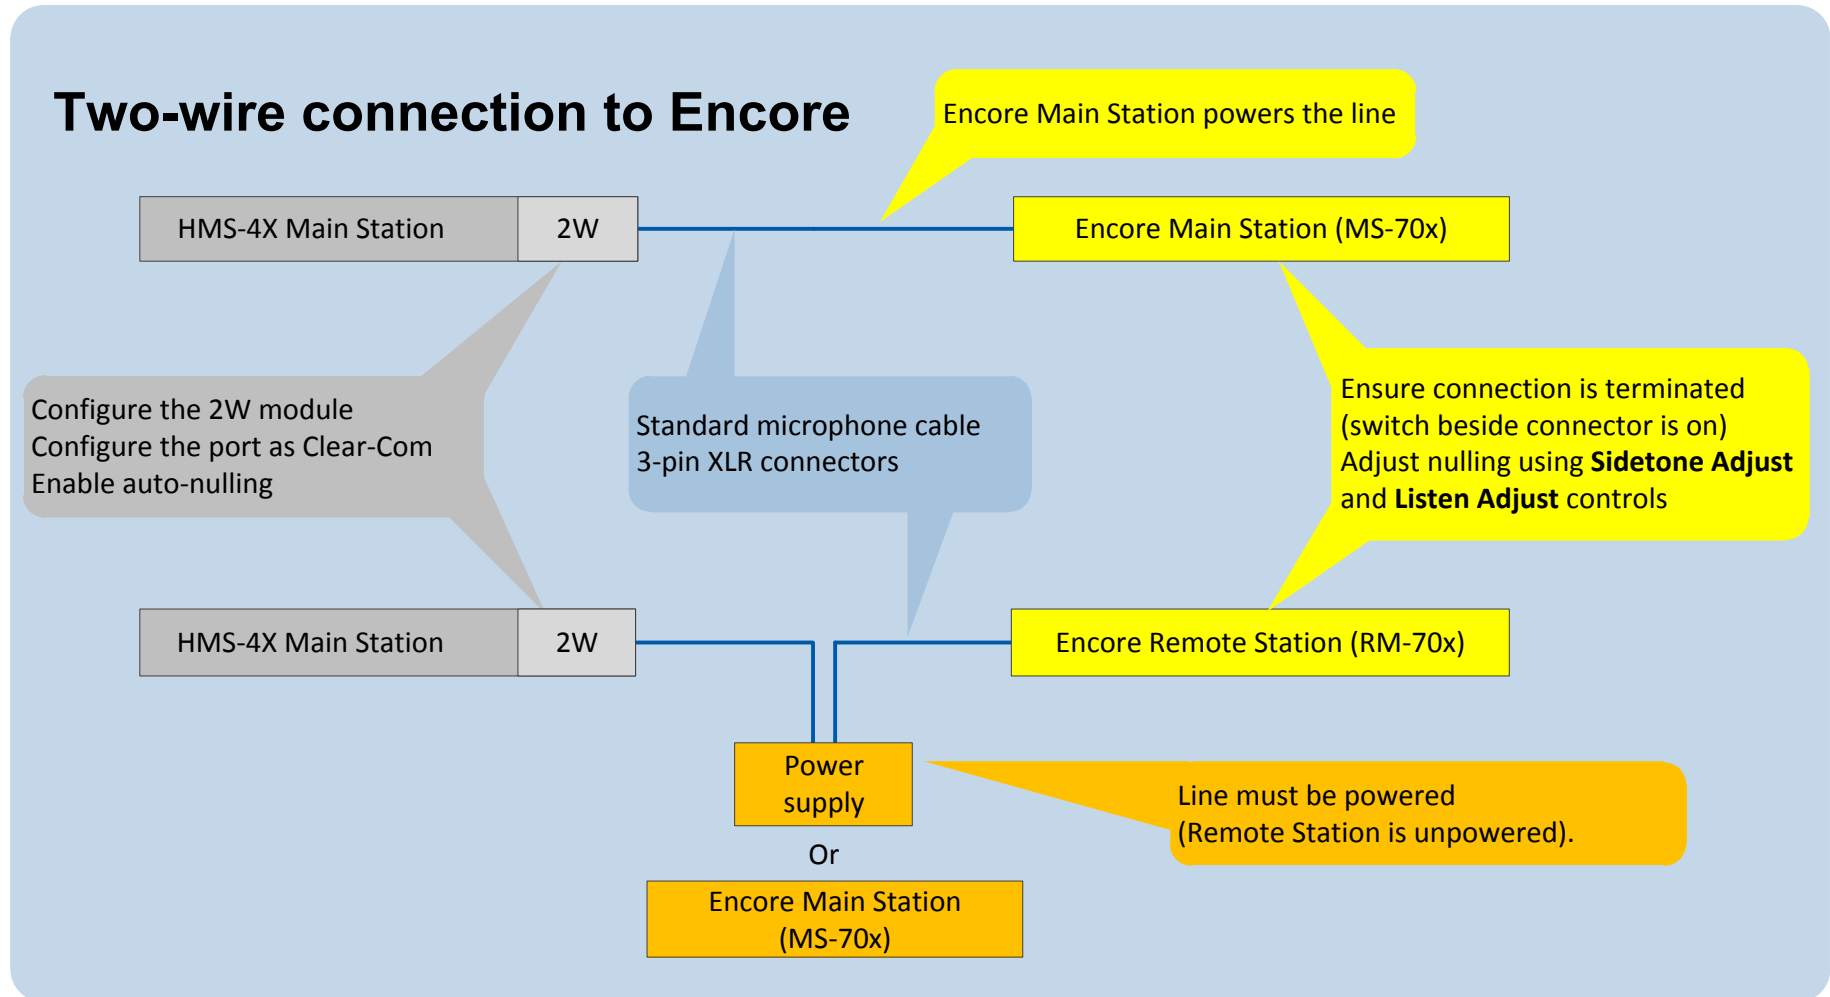 Two-wire connection to Encore
Encore Main Station powers the line
HMS-4X Main Station
2W
Encore Main Station (MS-70x)
Configure the 2W module
Configure the port as Clear-Com
Enable auto-nulling
Standard microphone cable
3-pin XLR connectors
Ensure connection is terminated
(switch beside connector is on)
Adjust nulling using Sidetone Adjust
and Listen Adjust controls
HMS-4X Main Station
2W
Encore Remote Station (RM-70x)
Power
supply
Line must be powered
(Remote Station is unpowered).
Or
Encore Main Station
(MS-70x)